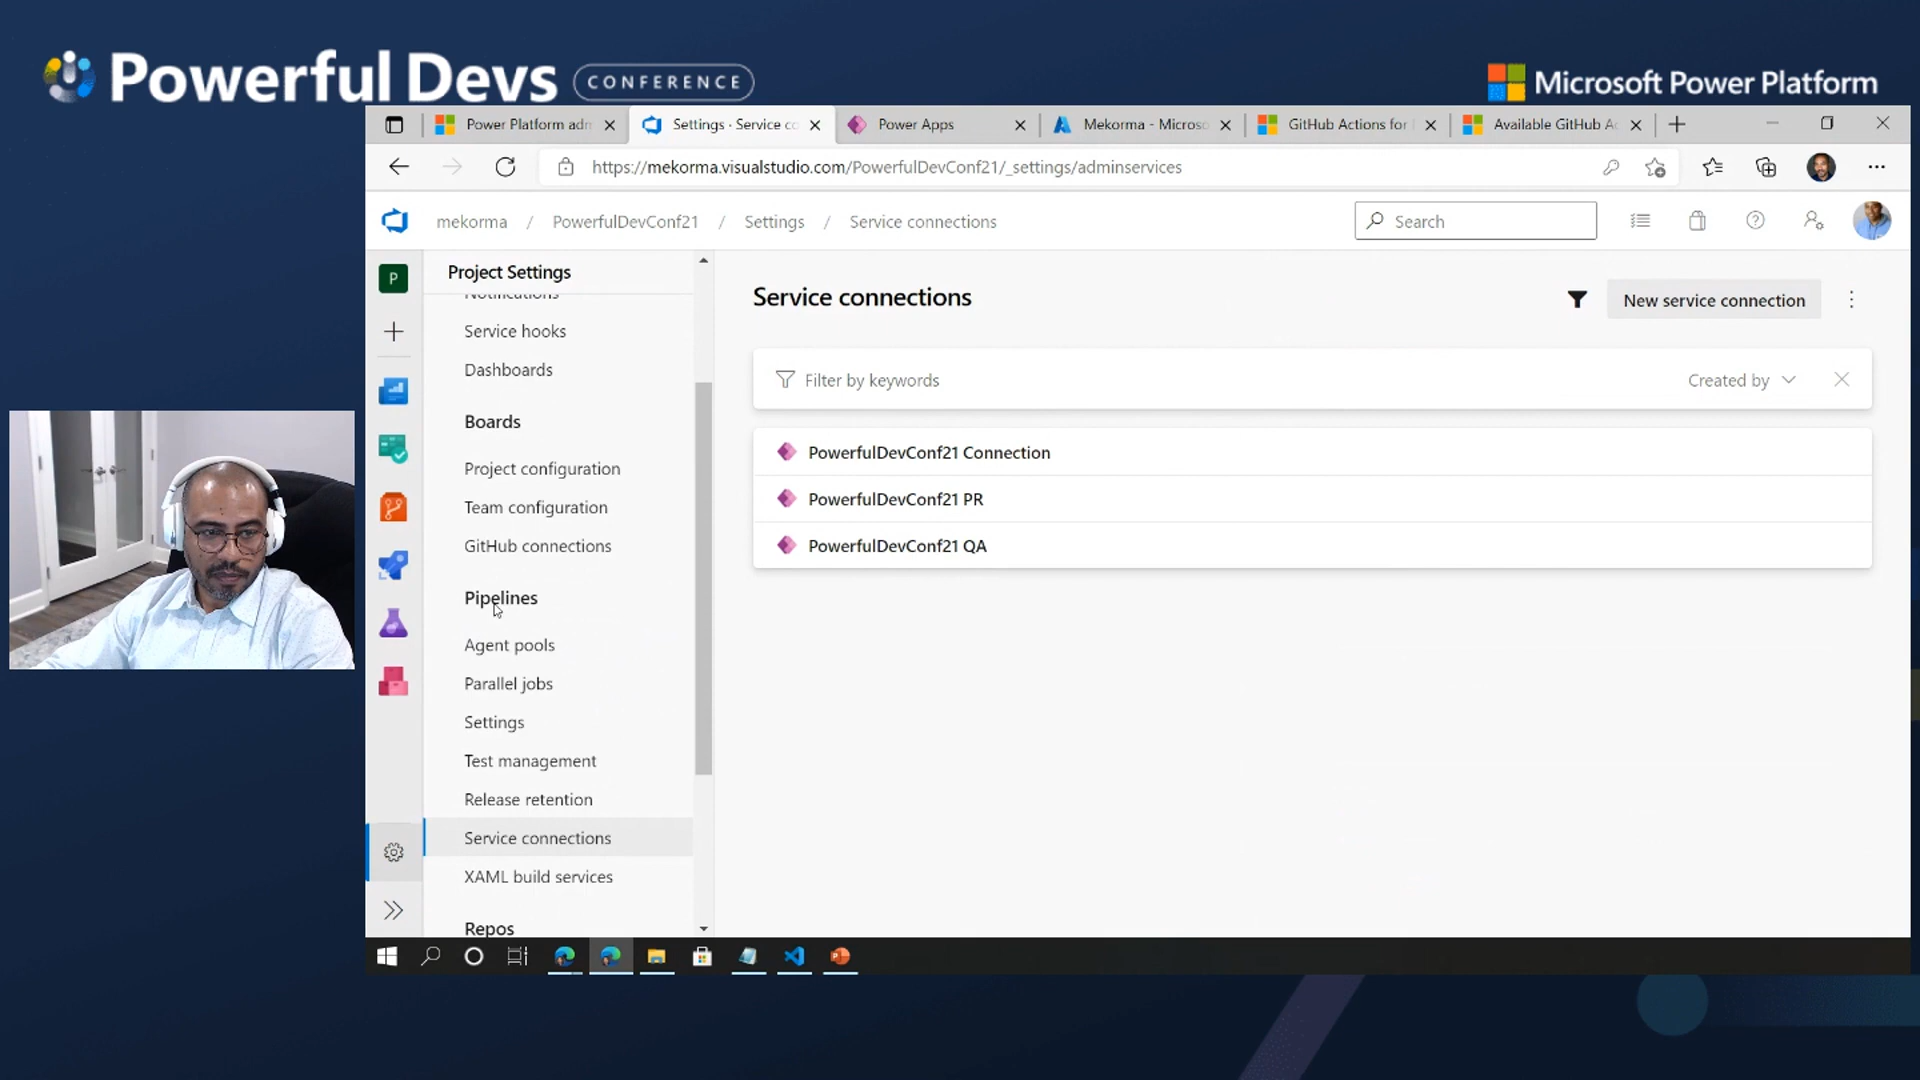 Powerful Devs CONFERENCE
Microsoft Power Platform
Power Platform adm
Settings · Service co
Power Apps
Mekorma - Microso
GitHub Actions for
Available GitHub Ac
https://mekorma.visualstudio.com/PowerfulDevConf21/_settings/adminservices
mekorma / PowerfulDevConf21 / Settings / Service connections
Search
P
Project Settings
Notifications
Service hooks
Dashboards
Boards
Project configuration
Team configuration
GitHub connections
Pipelines
Agent pools
Parallel jobs
Settings
Test management
Release retention
Service connections
XAML build services
Repos
Service connections
New service connection
Filter by keywords
Created by
PowerfulDevConf21 Connection
PowerfulDevConf21 PR
PowerfulDevConf21 QA